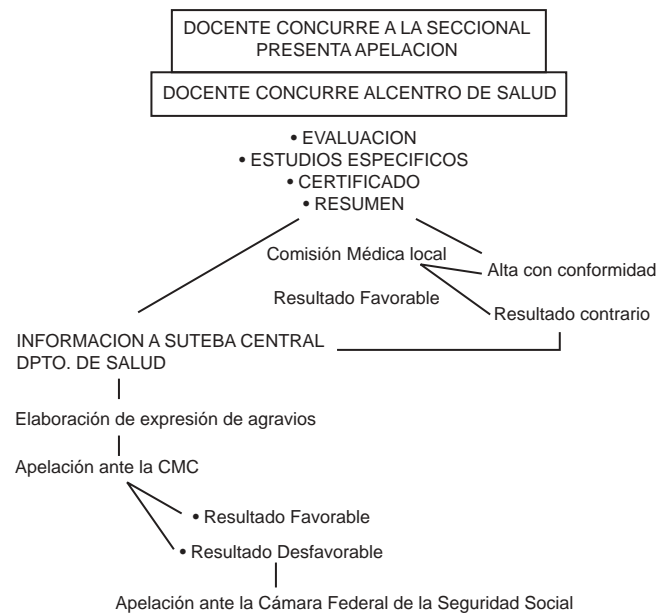 DOCENTE CONCURRE A LA SECCIONAL
PRESENTA APELACION
DOCENTE CONCURRE ALCENTRO DE SALUD
• EVALUACION
• ESTUDIOS ESPECIFICOS
• CERTIFICADO
• RESUMEN
Comisión Médica local
Alta con conformidad
Resultado Favorable
Resultado contrario
INFORMACION A SUTEBA CENTRAL
DPTO. DE SALUD
Elaboración de expresión de agravios
Apelación ante la CMC
• Resultado Favorable
• Resultado Desfavorable
Apelación ante la Cámara Federal de la Seguridad Social